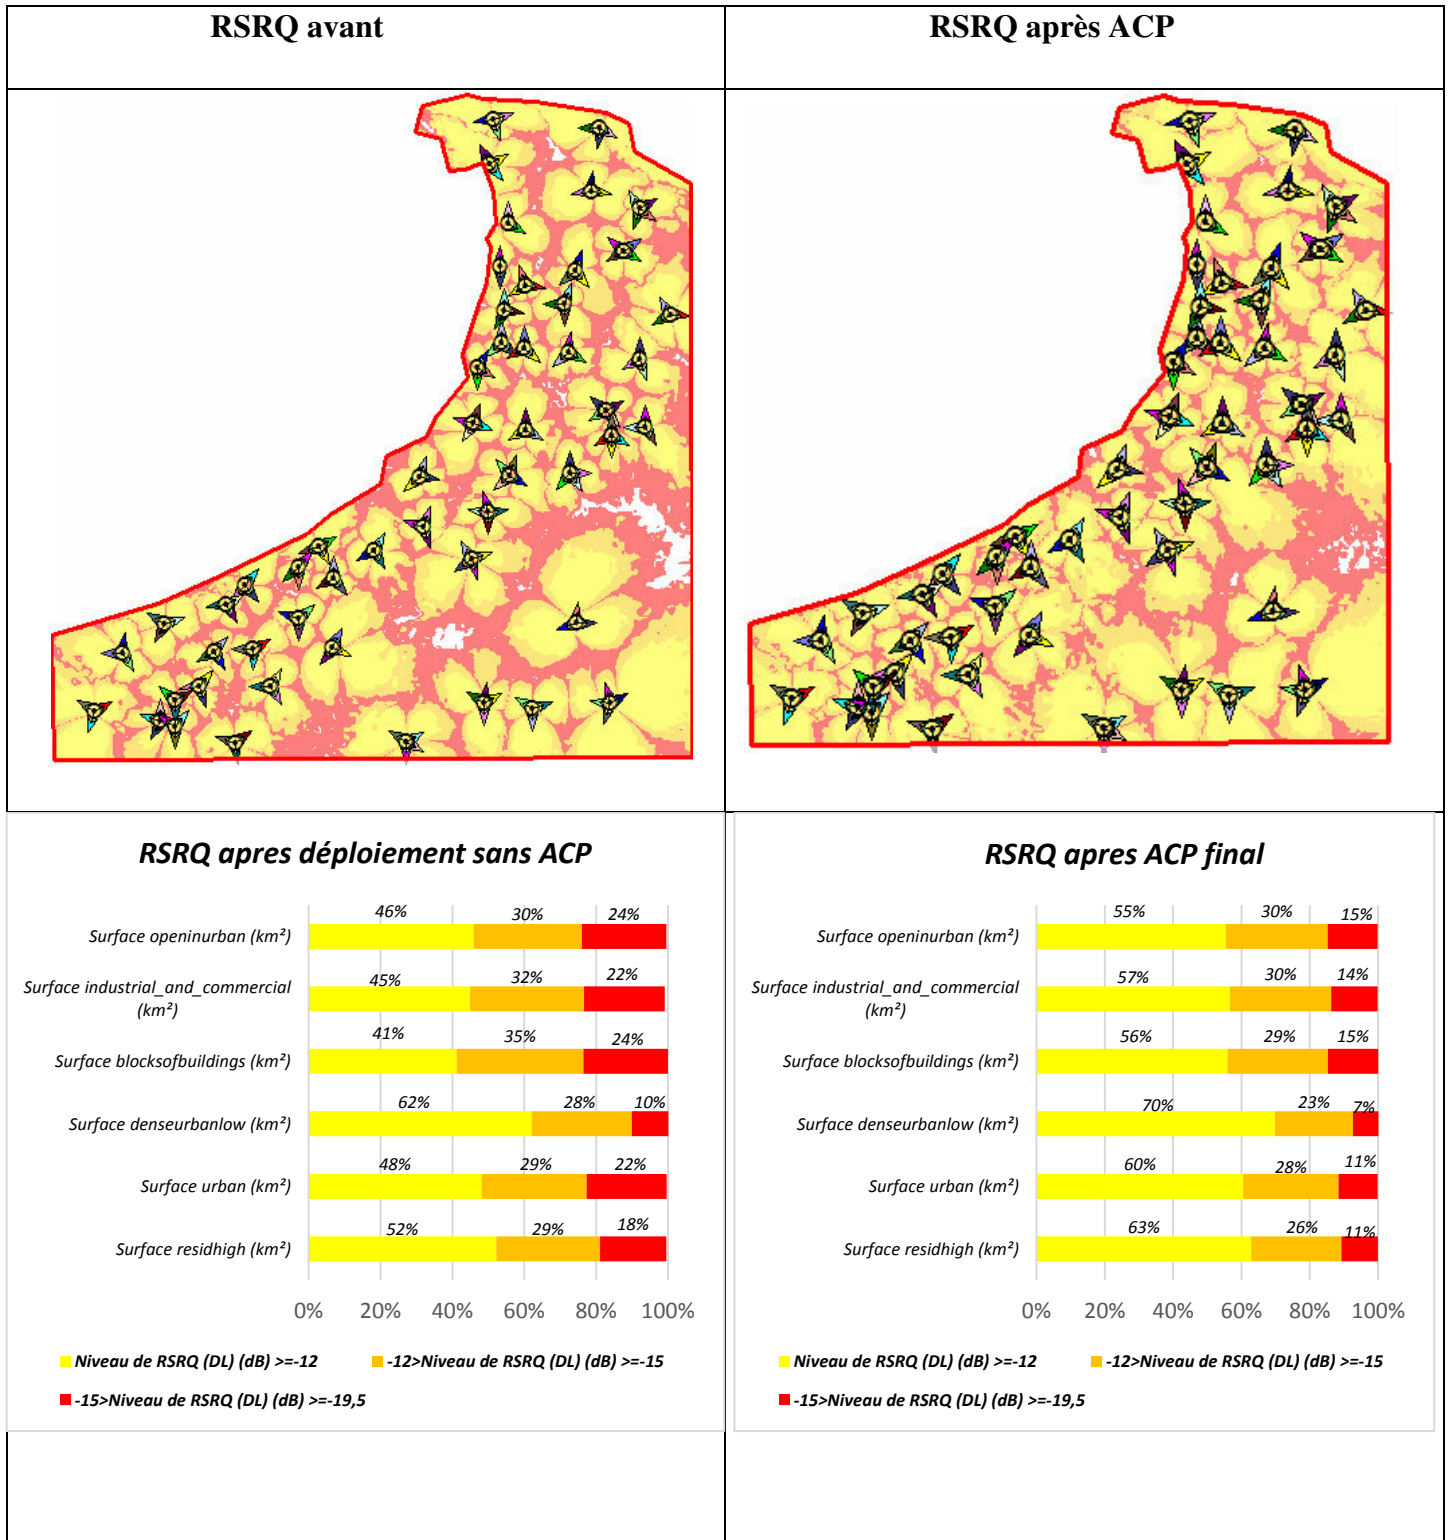 RSRQ avant
RSRQ après ACP
RSRQ apres déploiement sans ACP
46% 30% 24%
Surface openinurban (km²)
45% 32% 22%
Surface industrial_and_commercial
(km²)
41% 35% 24%
Surface blocksofbuildings (km²)
62% 28% 10%
Surface denseurbanlow (km²)
48% 29% 22%
Surface urban (km²)
52% 29% 18%
Surface residhigh (km²)
0% 20% 40% 60% 80% 100%
Niveau de RSRQ (DL) (dB) >=-12 -12>Niveau de RSRQ (DL) (dB) >=-15
-15>Niveau de RSRQ (DL) (dB) >=-19,5
RSRQ apres ACP final
55% 30% 15%
Surface openinurban (km²)
57% 30% 14%
Surface industrial_and_commercial
(km²)
56% 29% 15%
Surface blocksofbuildings (km²)
70% 23% 7%
Surface denseurbanlow (km²)
60% 28% 11%
Surface urban (km²)
63% 26% 11%
Surface residhigh (km²)
0% 20% 40% 60% 80% 100%
Niveau de RSRQ (DL) (dB) >=-12 -12>Niveau de RSRQ (DL) (dB) >=-15
-15>Niveau de RSRQ (DL) (dB) >=-19,5